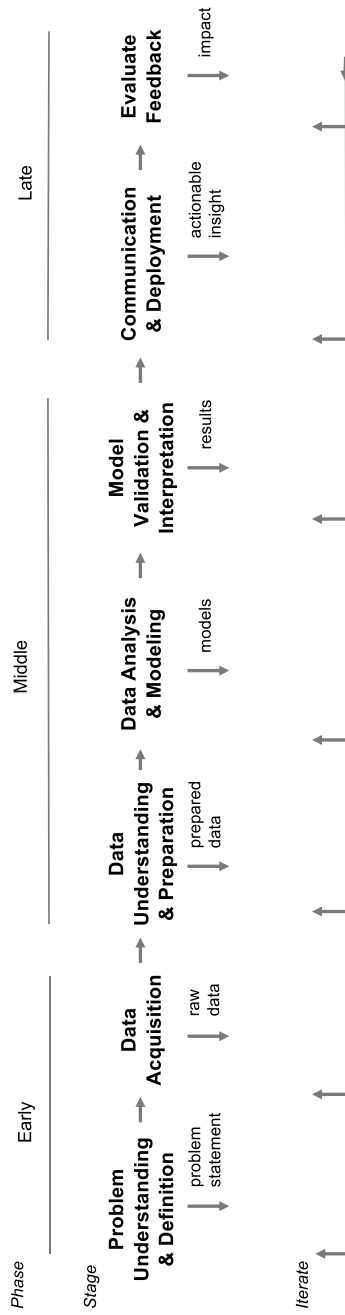 Phase
Early
Middle
Late
Stage
Problem
Understanding
& Definition
Data
Acquisition
Data
Understanding
& Preparation
Data Analysis
& Modeling
Model
Validation &
Interpretation
Communication
& Deployment
Evaluate
Feedback
problem
statement
raw
data
prepared
data
models
results
actionable
insight
impact
Iterate